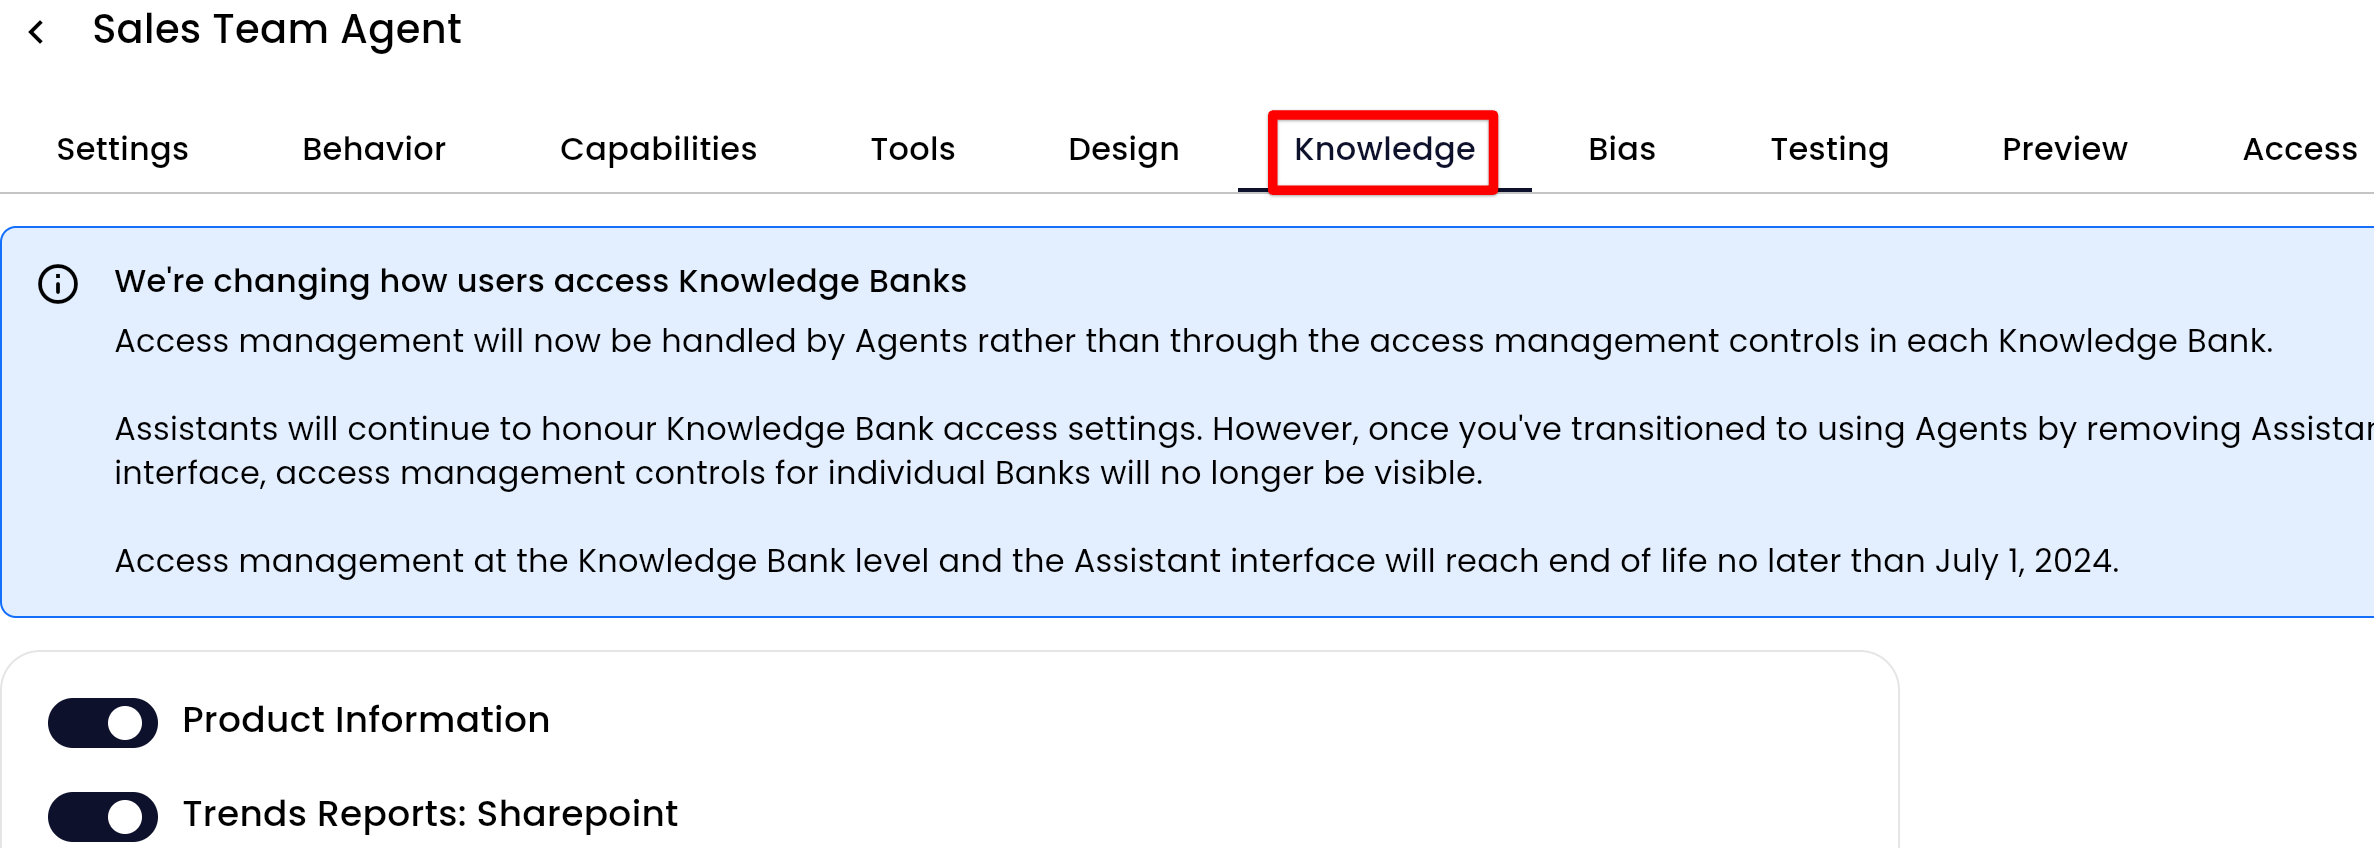 Sales Team Agent
Settings Behavior Capabilities Tools Design Knowledge Bias Testing Preview Access
We're changing how users access Knowledge Banks
Access management will now be handled by Agents rather than through the access management controls in each Knowledge Bank.
Assistants will continue to honour Knowledge Bank access settings. However, once you've transitioned to using Agents by removing
interface, access management controls for individual Banks will no longer be visible.
Access management at the Knowledge Bank level and the Assistant interface will reach end of life no later than July 1, 2024.
Product Information
Trends Reports: Sharepoint